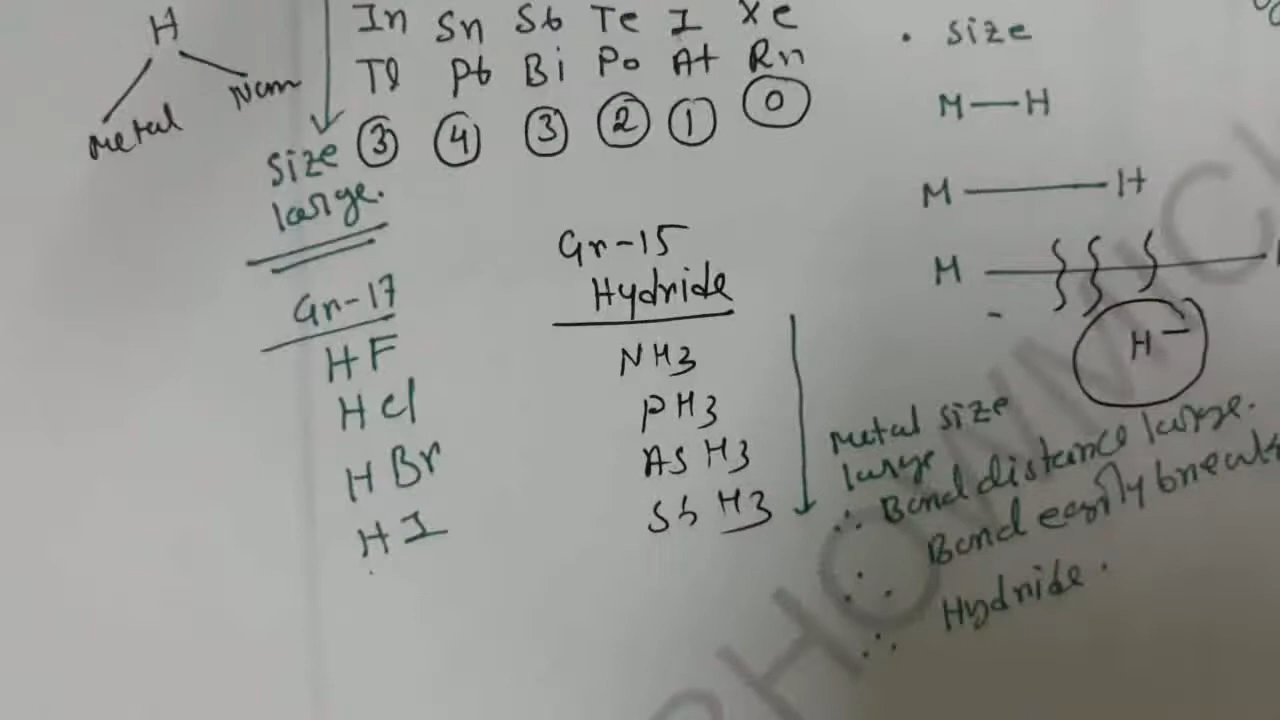 H
Metal
Nom
In Sn Sb Te I Xe
Tl Pb Bi Po At Rn
3 4 3 2 1 0
Size
large.
Gr-17
HF
HCl
HBr
HI
Gr-15
Hydride
NH3
PH3
AsH3
SbH3
• size
M—H
M——H
M
H⁻
Metal size
large
∴ Bond distance large.
∴ Bond easily break
∴ Hydride.